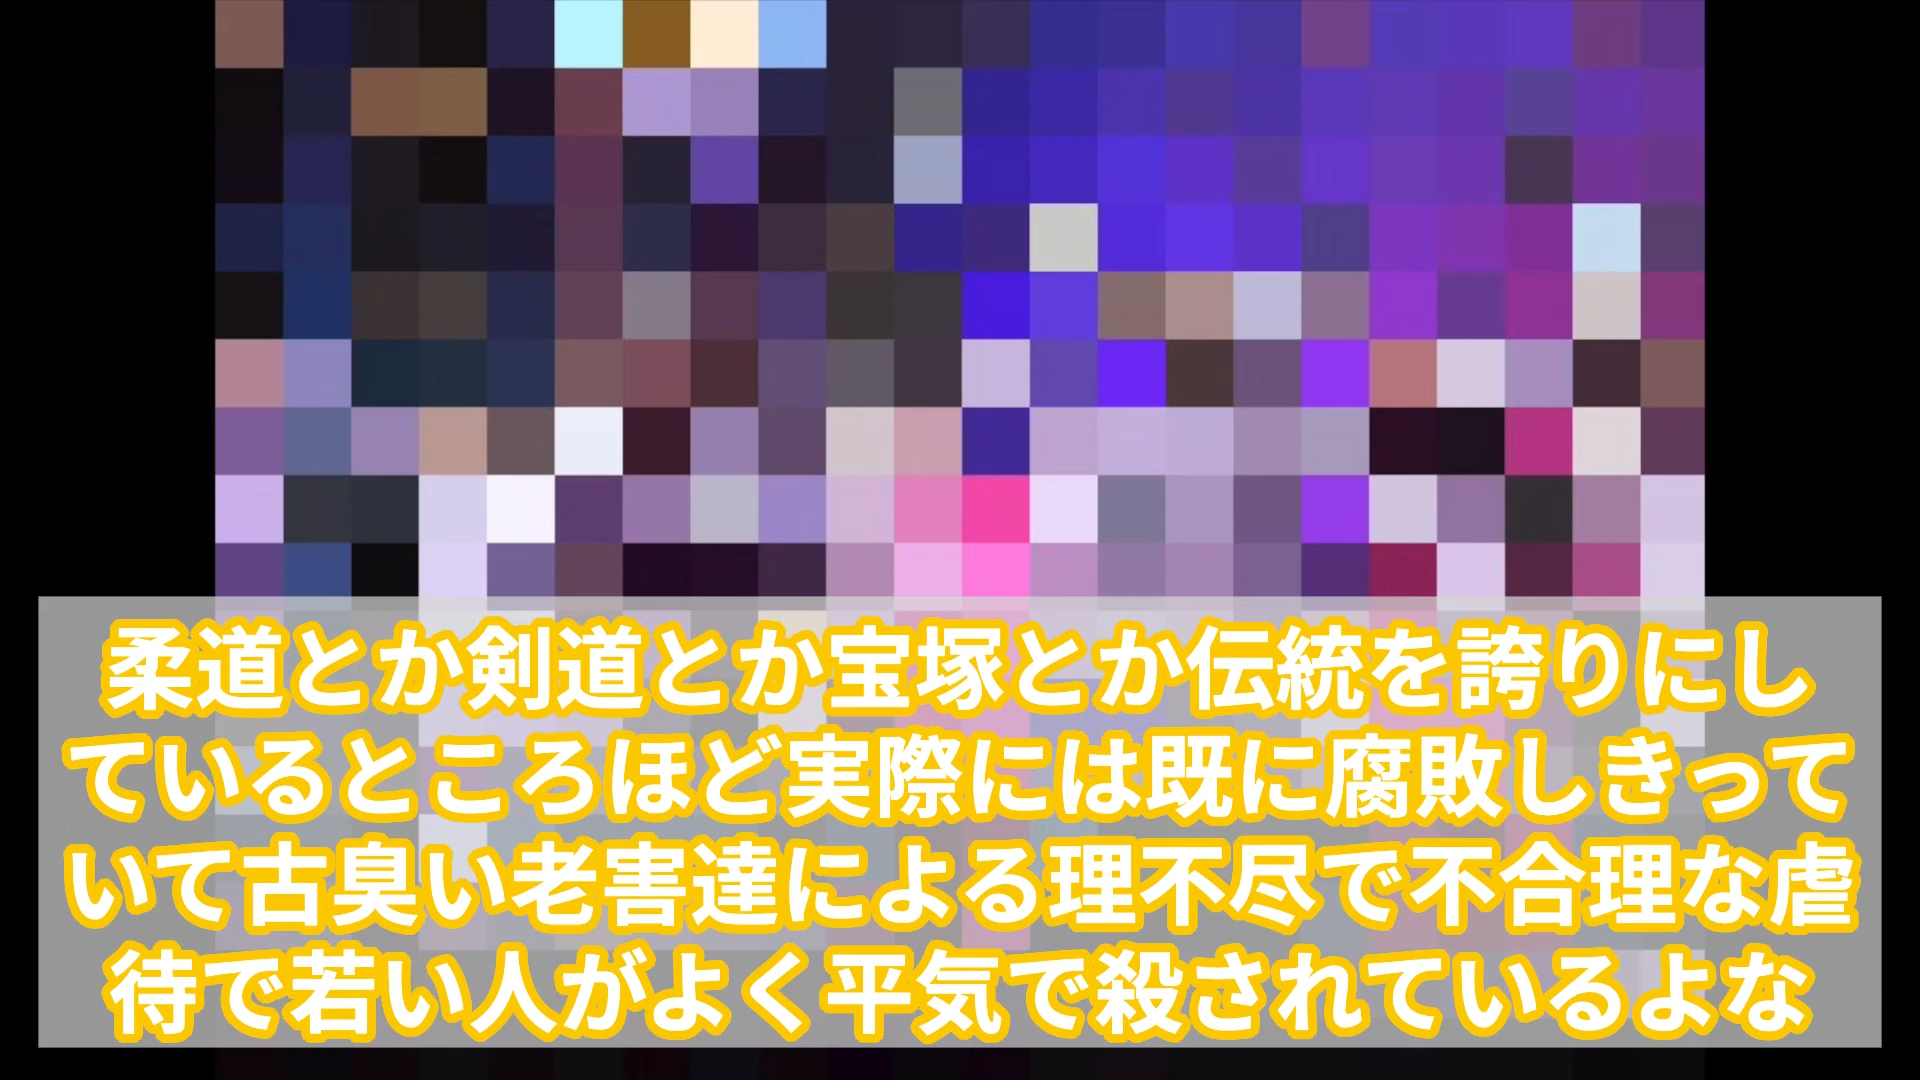 柔道とか剣道とか宝塚とか伝統を誇りにし
ているところほど実際には既に腐敗しきって
いて古臭い老害達による理不尽で不合理な虐
待で若い人がよく平気で殺されているよな